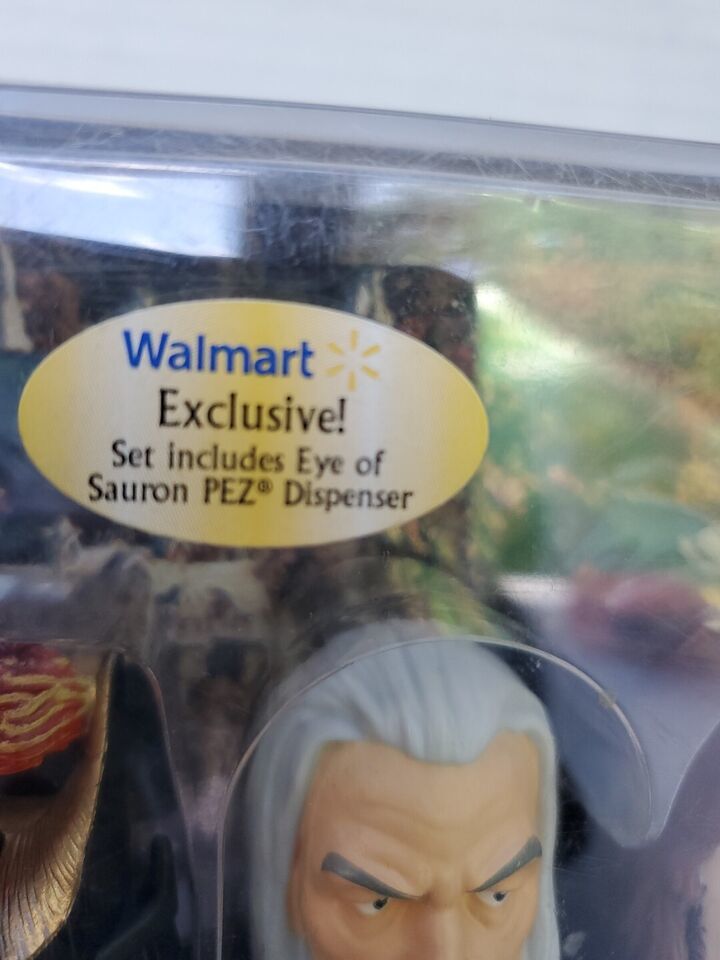 Walmart
Exclusive!
Set includes Eye of
Sauron PEZ® Dispenser